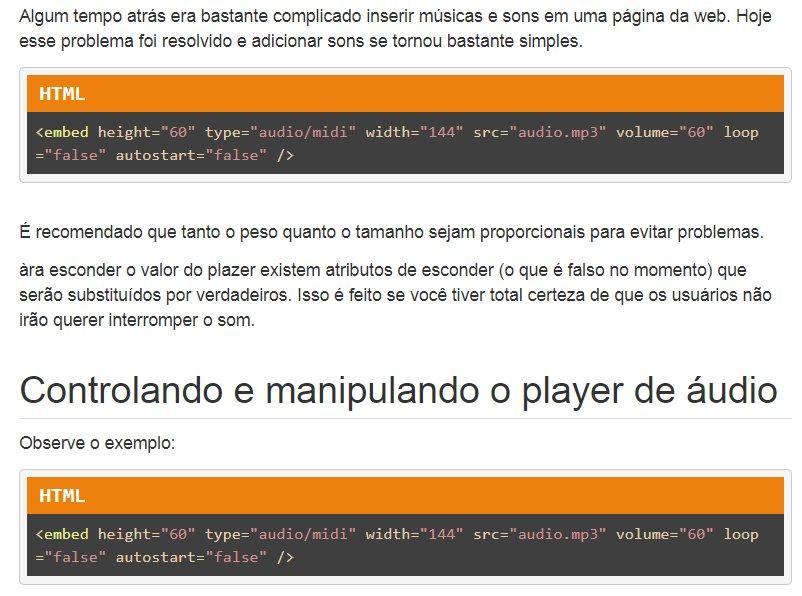 Algum tempo atrás era bastante complicado inserir músicas e sons em uma página da web. Hoje
esse problema foi resolvido e adicionar sons se tornou bastante simples.
HTML
<embed height="60" type="audio/midi" width="144" src="audio.mp3" volume="60" loop
="false" autostart="false" />
É recomendado que tanto o peso quanto o tamanho sejam proporcionais para evitar problemas.
àra esconder o valor do plazer existem atributos de esconder (o que é falso no momento) que
serão substituídos por verdadeiros. Isso é feito se você tiver total certeza de que os usuários não
irão querer interromper o som.
Controlando e manipulando o player de áudio
Observe o exemplo:
HTML
<embed height="60" type="audio/midi" width="144" src="audio.mp3" volume="60" loop
="false" autostart="false" />